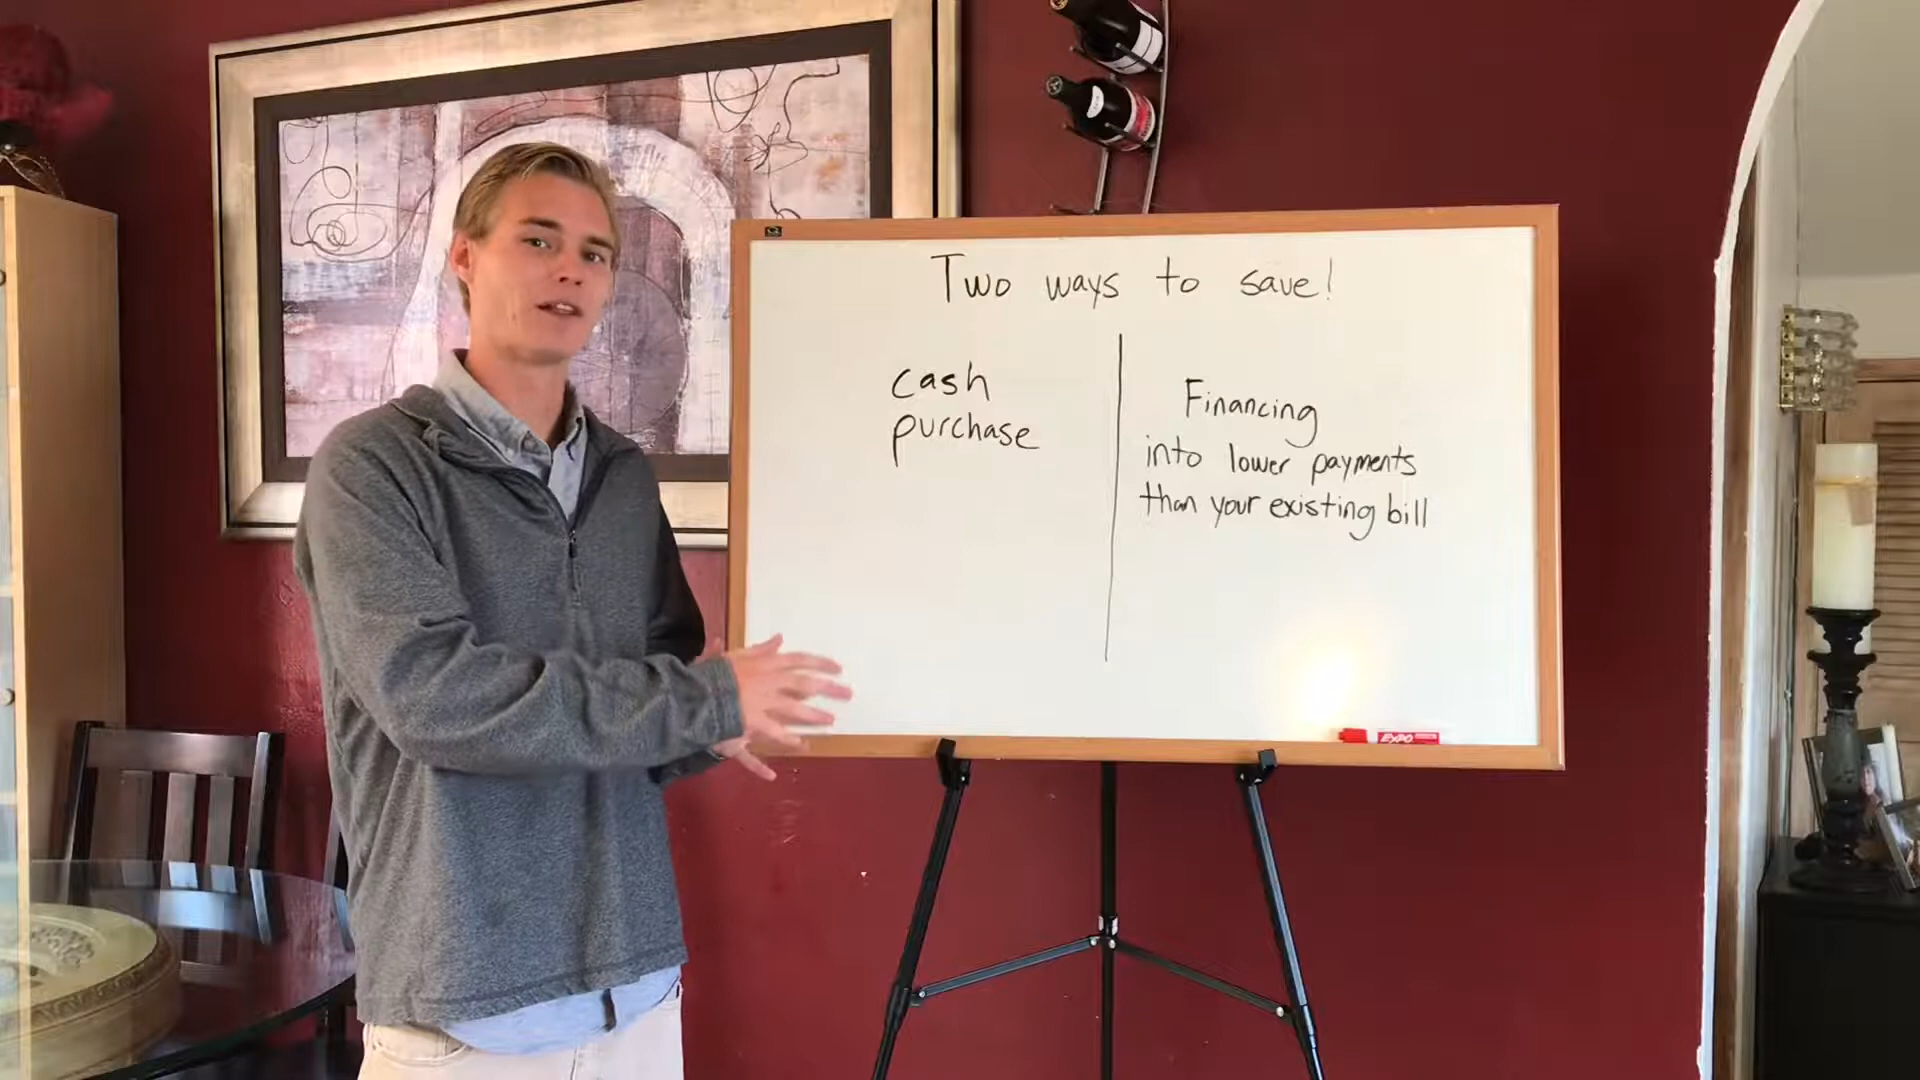 Two ways to save!
cash
purchase
Financing
into lower payments
than your existing bill
EXPO